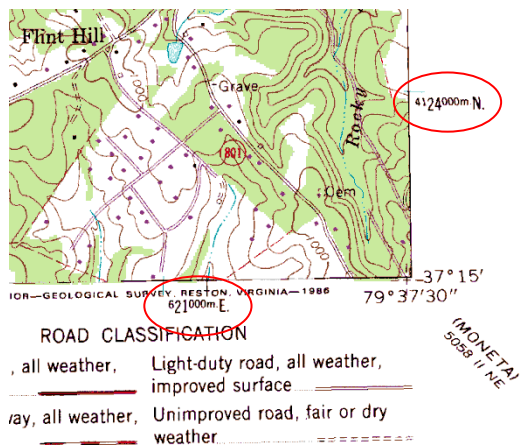 Flint Hill
1000
Grave
⁴¹24⁰⁰⁰ᵐ N.
Rocky
801
Cem
1000
37° 15'
IOR—GEOLOGICAL SURVEY, RESTON, VIRGINIA—1986
79° 37' 30"
⁶21⁰⁰⁰ᵐ E.
(MONETA)
5058 II NE
ROAD CLASSIFICATION
, all weather,
Light-duty road, all weather,
improved surface
way, all weather,
Unimproved road, fair or dry
weather